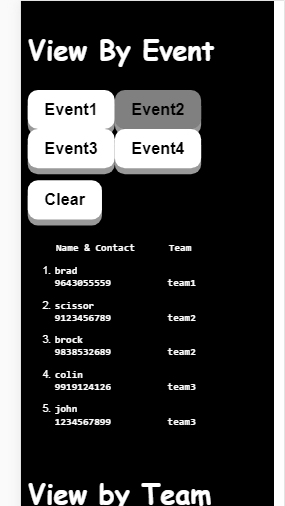 View By Event
Event1 Event2
Event3 Event4
Clear
Name & Contact Team
1. brad
9643055559 team1
2. scissor
9123456789 team2
3. brock
9838532689 team2
4. colin
9919124126 team3
5. john
1234567899 team3
View by Team